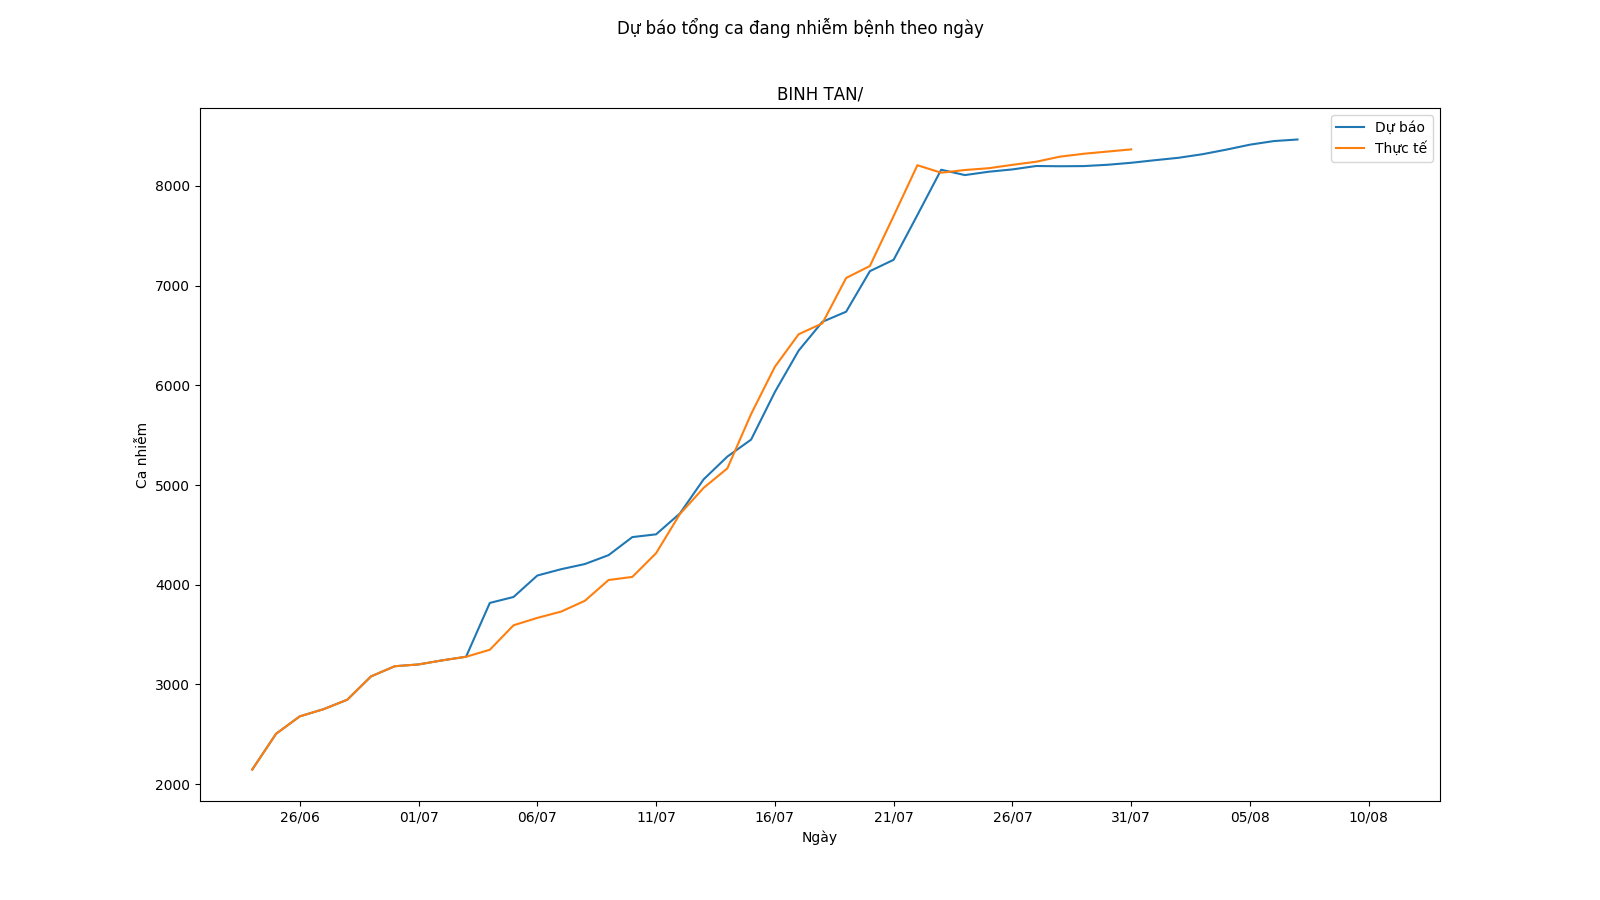 Dự báo tổng ca đang nhiễm bệnh theo ngày
BINH TAN/
Dự báo
Thực tế
8000
7000
6000
5000
4000
3000
2000
Ca nhiễm
26/06
01/07
06/07
11/07
16/07
21/07
26/07
31/07
05/08
10/08
Ngày